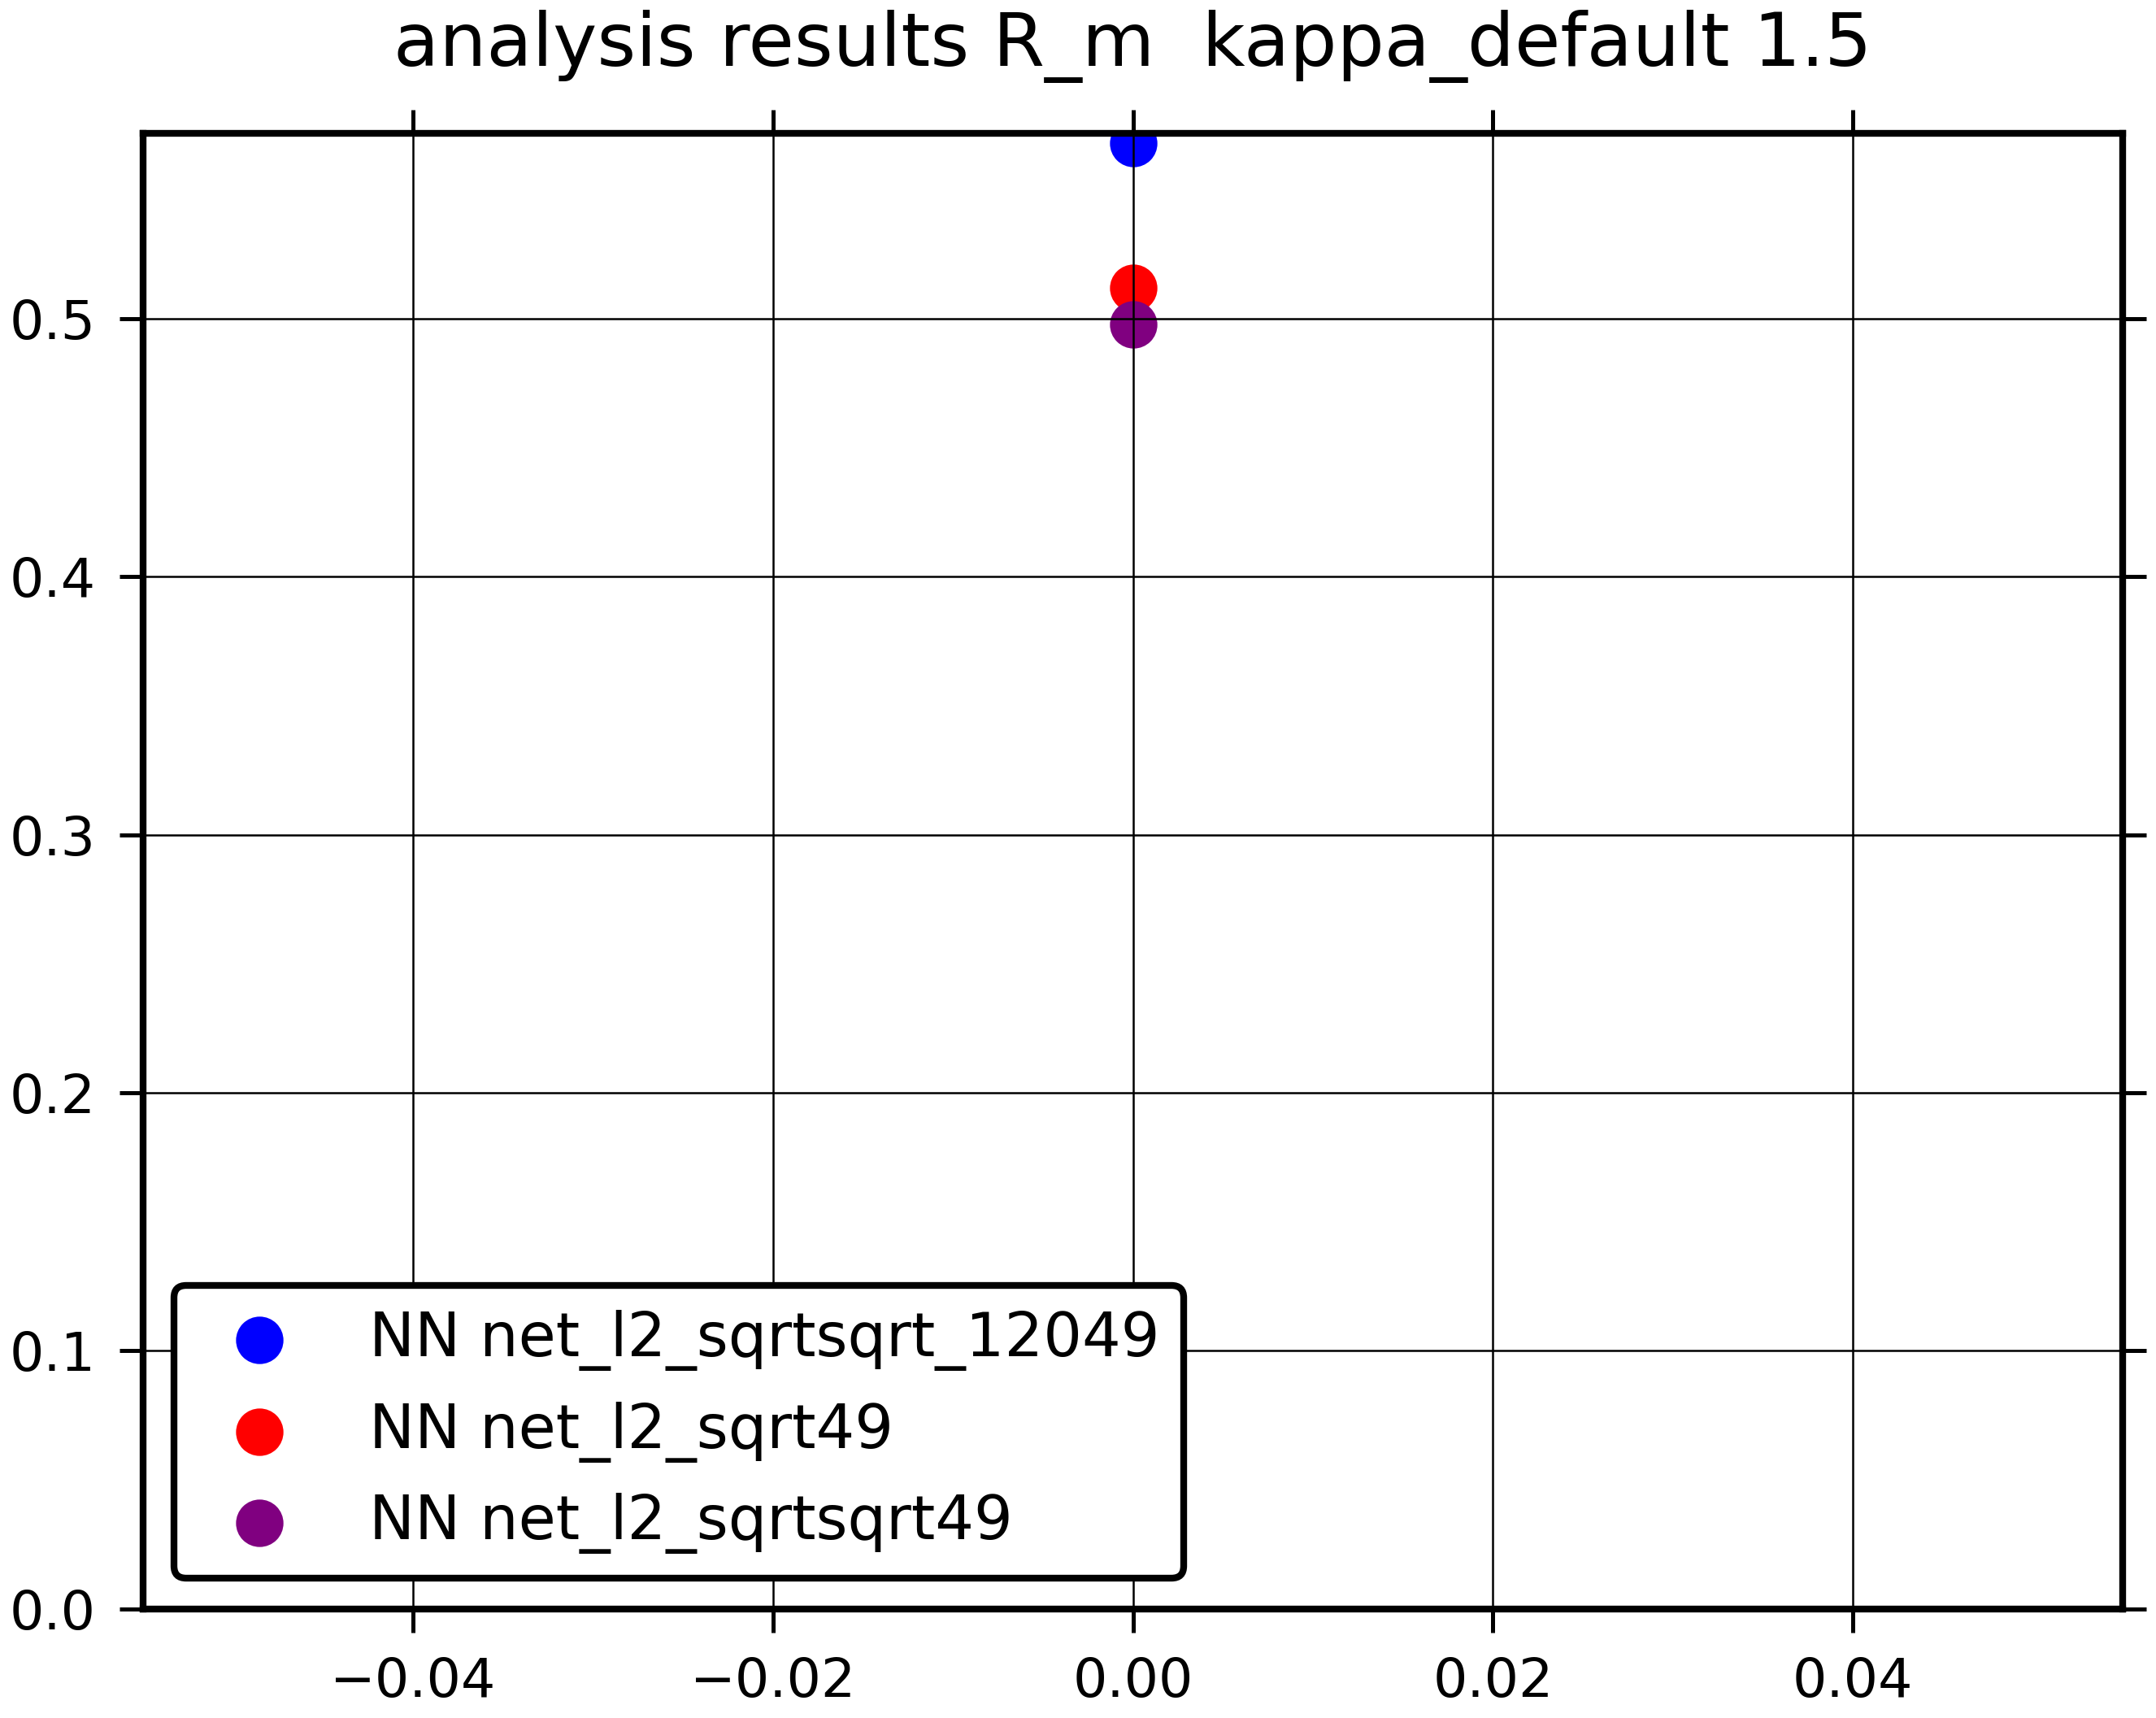 analysis results R_m  kappa_default 1.5
0.5
0.4
0.3
0.2
0.1
0.0
NN net_l2_sqrtsqrt_12049
NN net_l2_sqrt49
NN net_l2_sqrtsqrt49
−0.04
−0.02
0.00
0.02
0.04